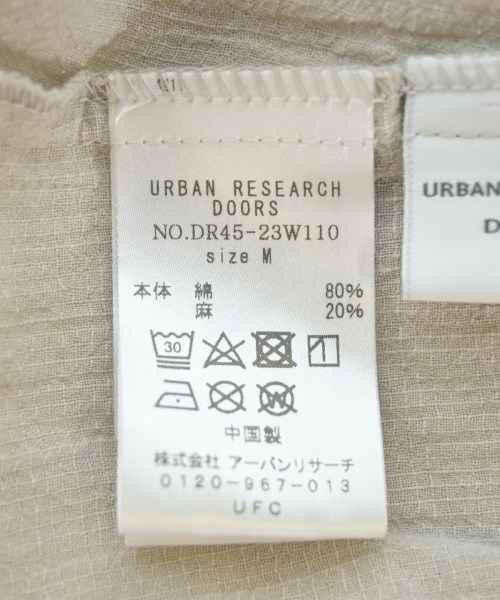 URBAN RESEARCH
DOORS
NO.DR45-23W110
size M
本体 綿 80%
麻 20%
30
W
中国製
株式会社 アーバンリサーチ
0120-967-013
UFC
URBAN
D